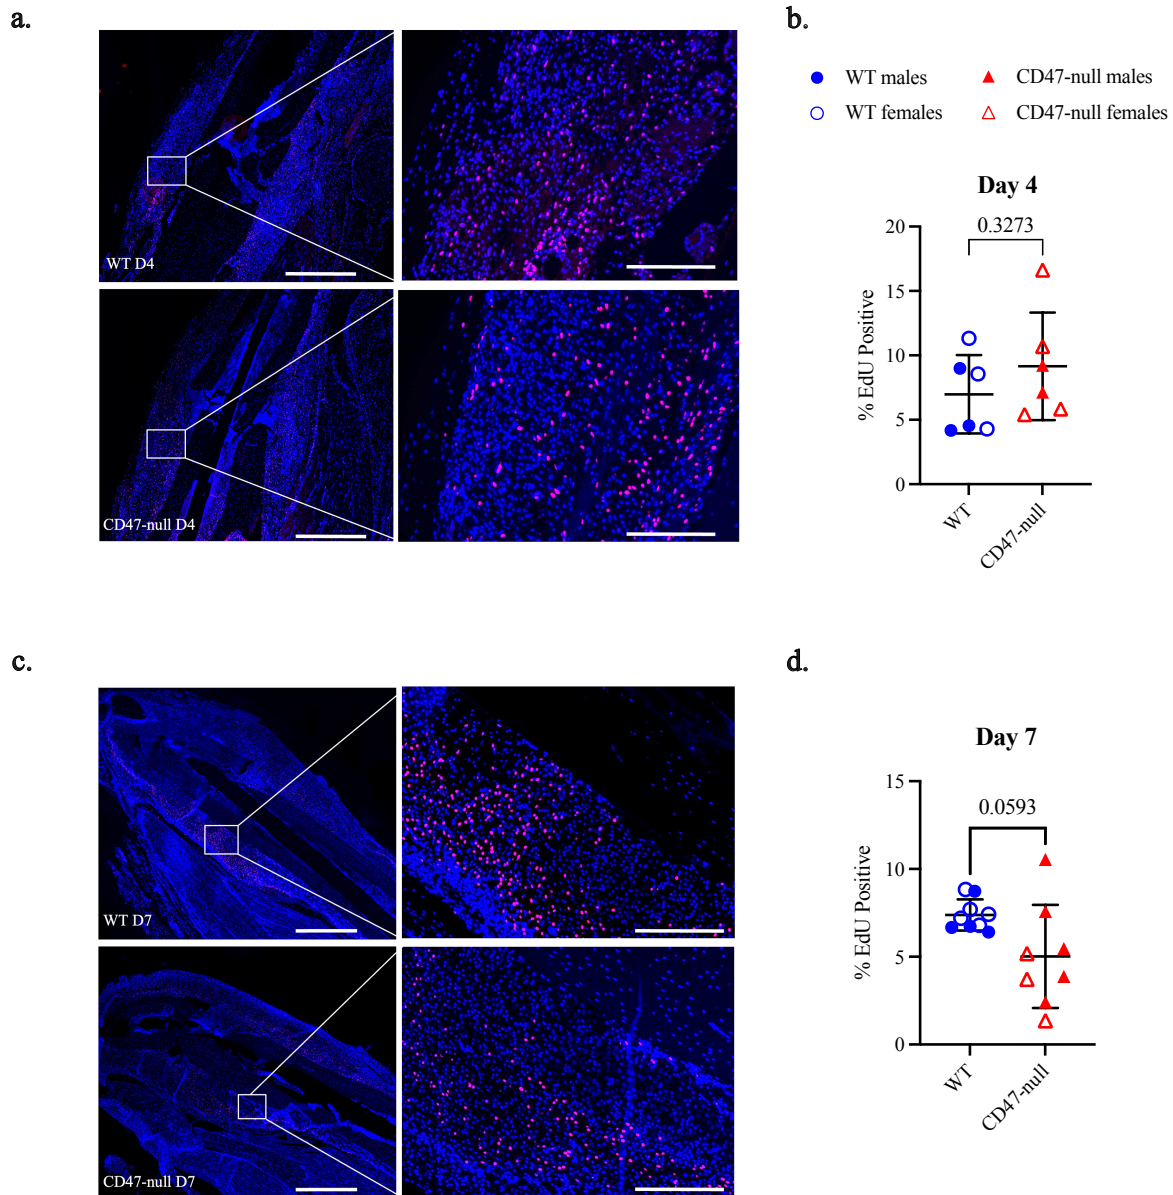 a.
WT D4
CD47-null D4
b.
WT males
CD47-null males
WT females
CD47-null females
Day 4
0.3273
% EdU Positive
20
15
10
5
0
WT
CD47-null
c.
WT D7
CD47-null D7
d.
Day 7
0.0593
% EdU Positive
15
10
5
0
WT
CD47-null